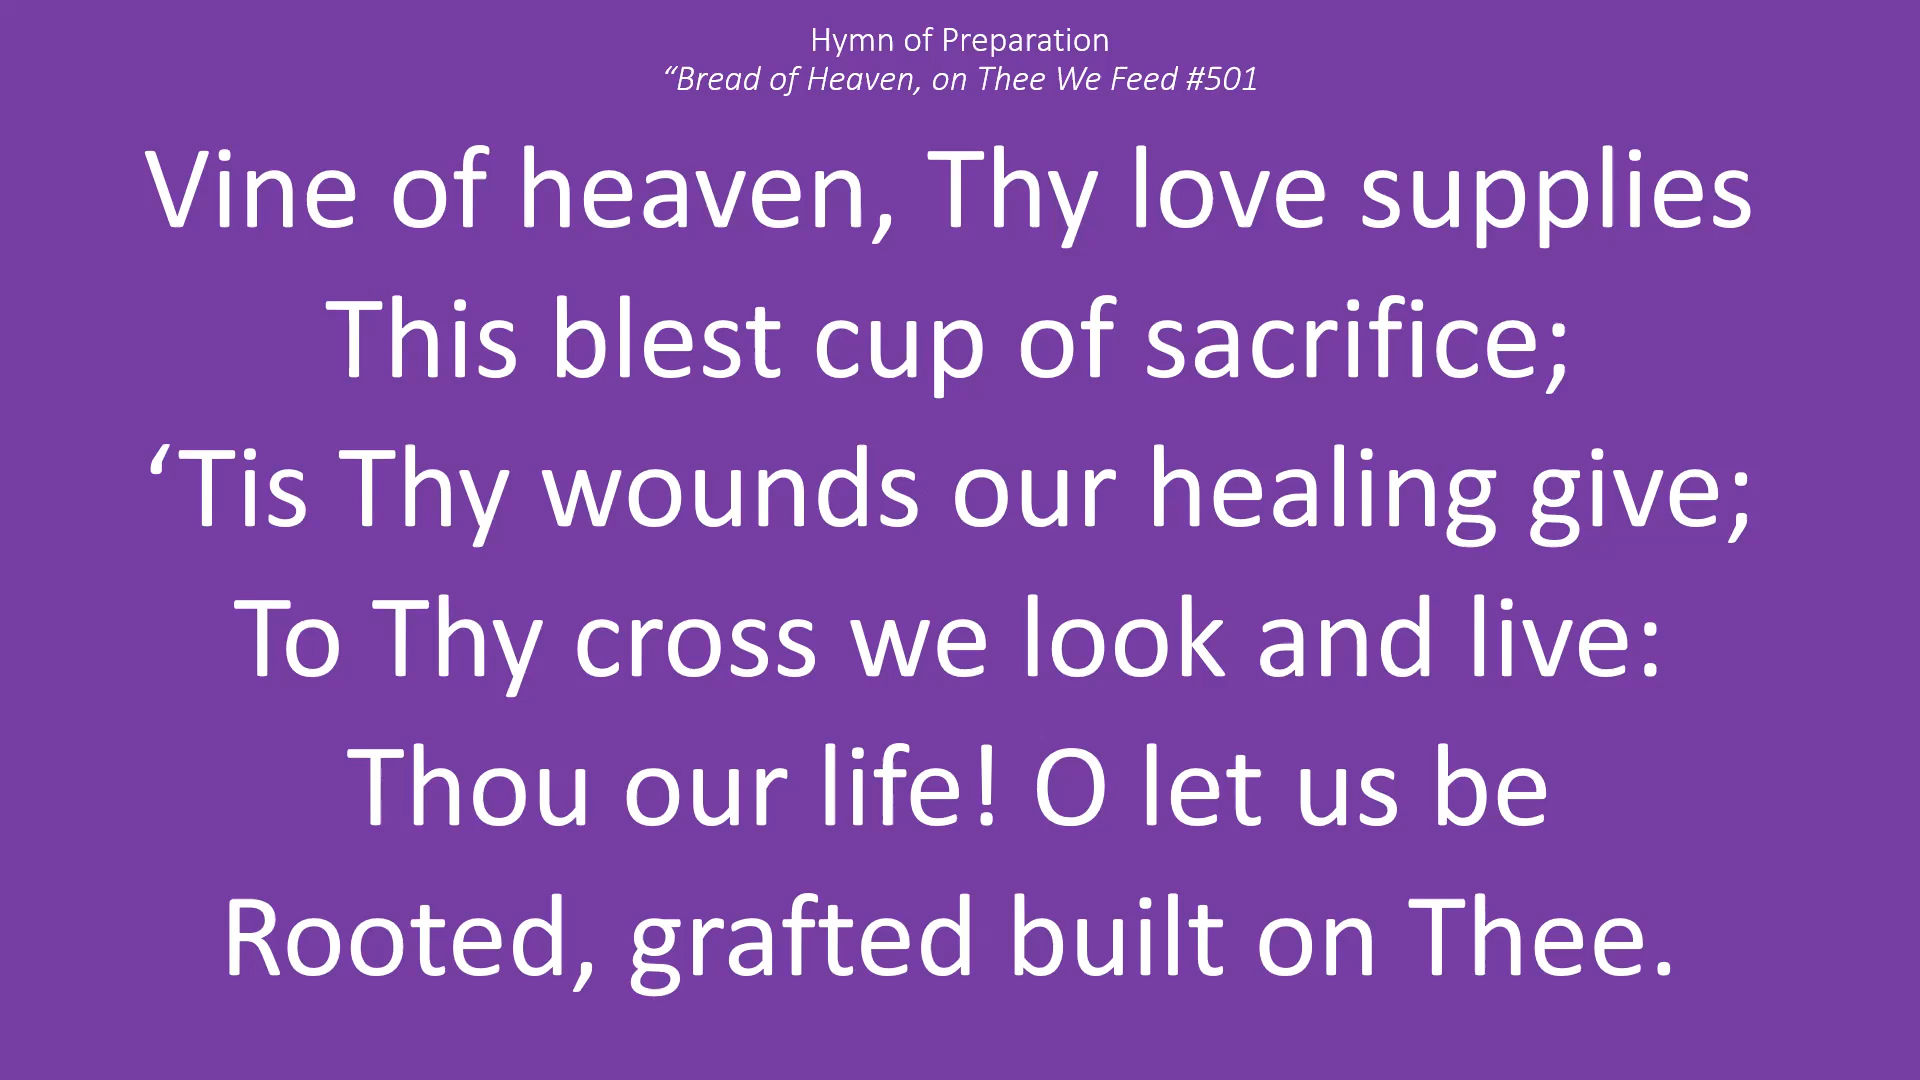 Hymn of Preparation
“Bread of Heaven, on Thee We Feed #501
Vine of heaven, Thy love supplies
This blest cup of sacrifice;
‘Tis Thy wounds our healing give;
To Thy cross we look and live:
Thou our life! O let us be
Rooted, grafted built on Thee.